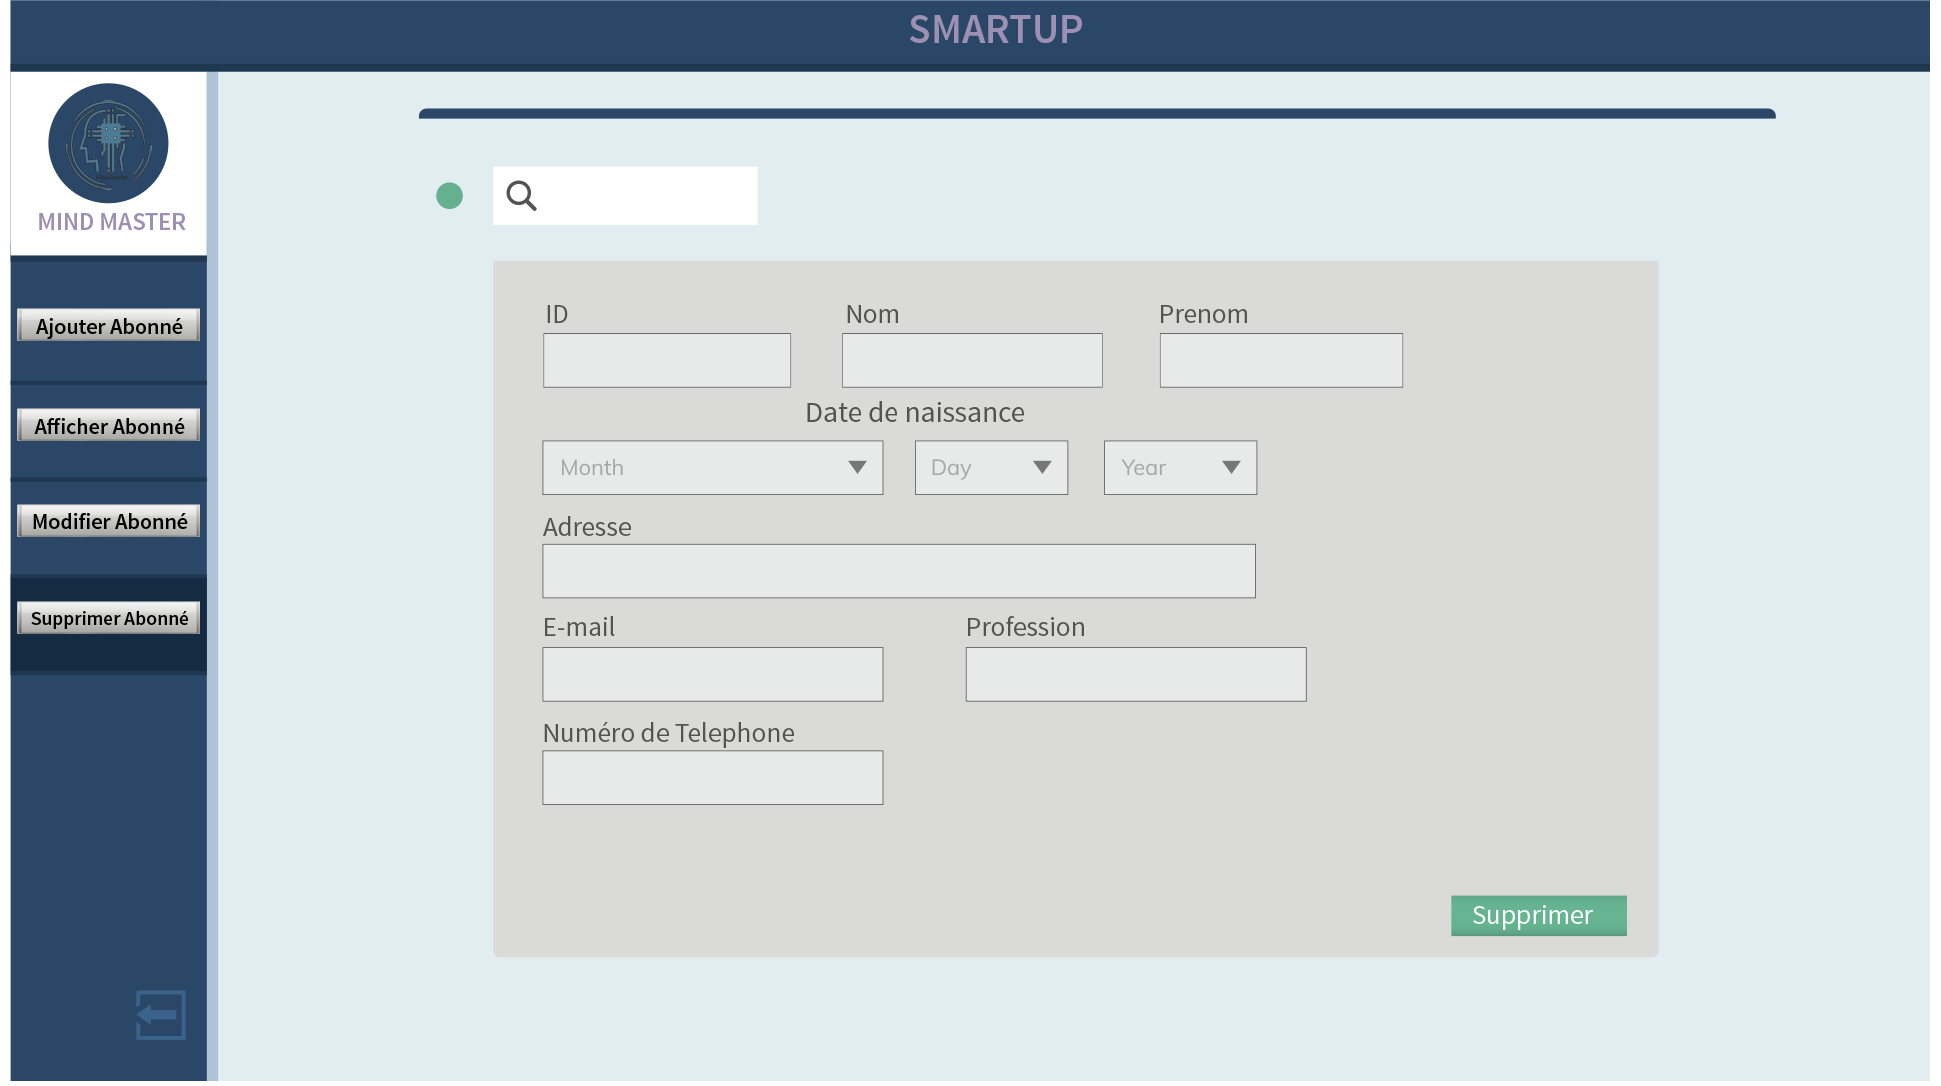 SMARTUP
MIND MASTER
Ajouter Abonné
Afficher Abonné
Modifier Abonné
Supprimer Abonné
ID Nom Prenom
Date de naissance
Month Day Year
Adresse
E-mail Profession
Numéro de Telephone
Supprimer